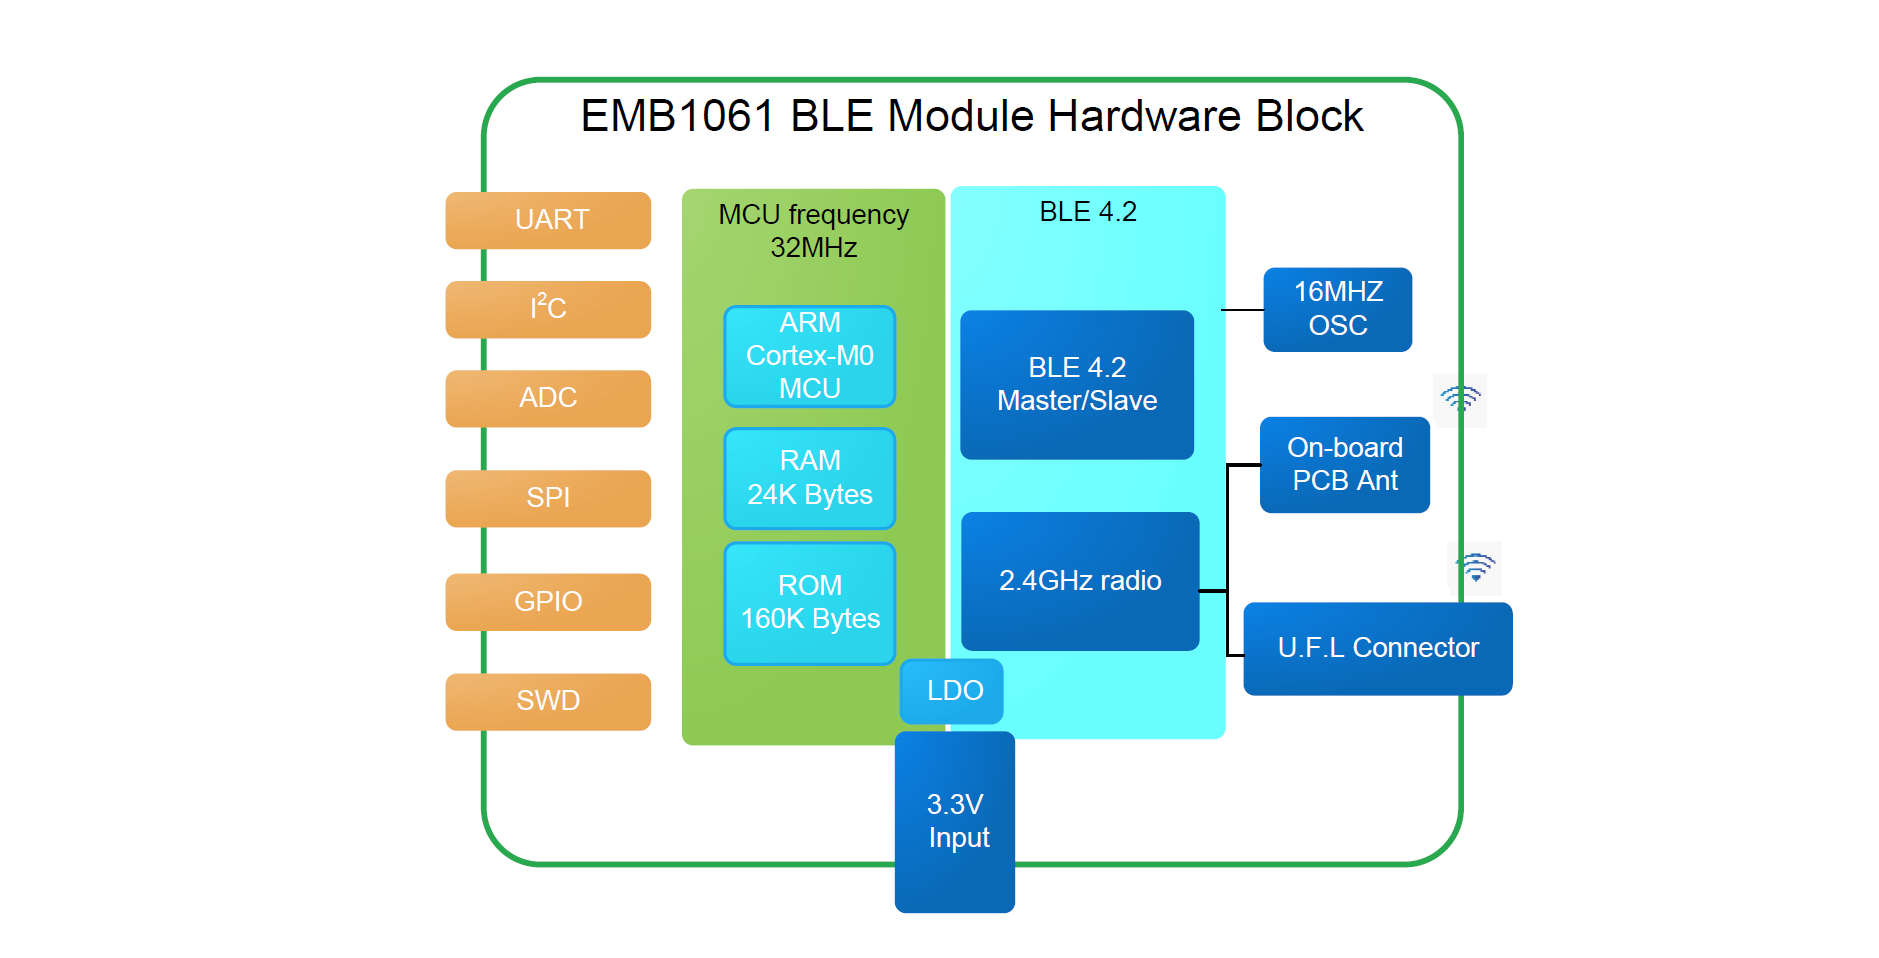 EMB1061 BLE Module Hardware Block
UART
I²C
ADC
SPI
GPIO
SWD
MCU frequency
32MHz
ARM
Cortex-M0
MCU
RAM
24K Bytes
ROM
160K Bytes
LDO
3.3V
Input
BLE 4.2
BLE 4.2
Master/Slave
2.4GHz radio
16MHZ
OSC
On-board
PCB Ant
U.F.L Connector